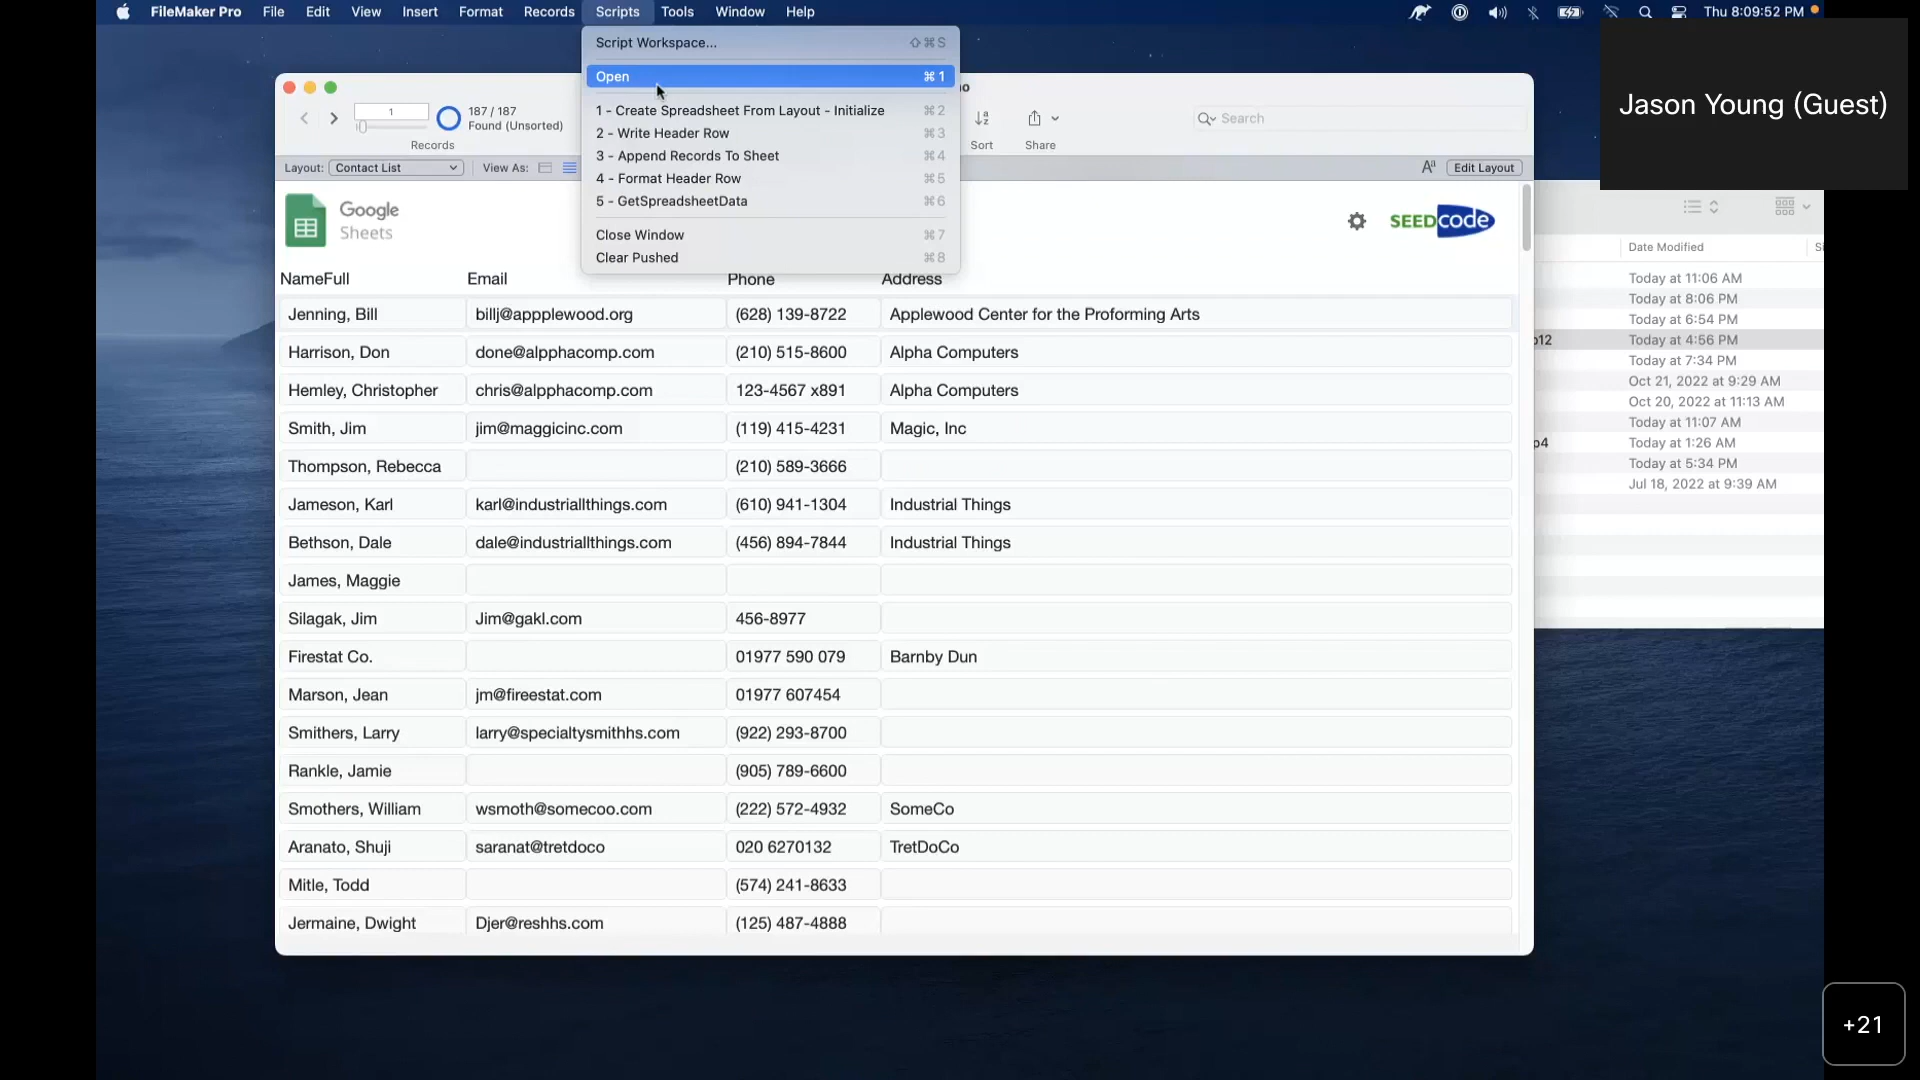 FileMaker Pro File Edit View Insert Format Records Scripts Tools Window Help Thu 8:09:52 PM
Script Workspace... ⇧⌘S
Open ⌘1
1 - Create Spreadsheet From Layout - Initialize ⌘2
2 - Write Header Row ⌘3
3 - Append Records To Sheet ⌘4
4 - Format Header Row ⌘5
5 - GetSpreadsheetData ⌘6
Close Window ⌘7
Clear Pushed ⌘8
Jason Young (Guest)
1
187 / 187
Found (Unsorted)
Records
Sort
Share
Search
Layout: Contact List View As:
Edit Layout
Google
Sheets
SEEDcode
NameFull Email Phone Address
Jenning, Bill billj@appplewood.org (628) 139-8722 Applewood Center for the Proforming Arts
Harrison, Don done@alpphacomp.com (210) 515-8600 Alpha Computers
Hemley, Christopher chris@alpphacomp.com 123-4567 x891 Alpha Computers
Smith, Jim jim@maggicinc.com (119) 415-4231 Magic, Inc
Thompson, Rebecca (210) 589-3666
Jameson, Karl karl@industriallthings.com (610) 941-1304 Industrial Things
Bethson, Dale dale@industriallthings.com (456) 894-7844 Industrial Things
James, Maggie
Silagak, Jim Jim@gakl.com 456-8977
Firestat Co. 01977 590 079 Barnby Dun
Marson, Jean jm@fireestat.com 01977 607454
Smithers, Larry larry@specialtysmithhs.com (922) 293-8700
Rankle, Jamie (905) 789-6600
Smothers, William wsmoth@somecoo.com (222) 572-4932 SomeCo
Aranato, Shuji saranat@tretdoco 020 6270132 TretDoCo
Mitle, Todd (574) 241-8633
Jermaine, Dwight Djer@reshhs.com (125) 487-4888
Date Modified
Today at 11:06 AM
Today at 8:06 PM
Today at 6:54 PM
Today at 4:56 PM
Today at 7:34 PM
Oct 21, 2022 at 9:29 AM
Oct 20, 2022 at 11:13 AM
Today at 11:07 AM
Today at 1:26 AM
Today at 5:34 PM
Jul 18, 2022 at 9:39 AM
+21